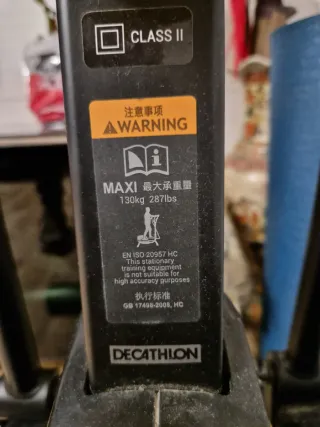 CLASS II
注意事项
WARNING
MAXI 最大承重量
130kg 287lbs
EN ISO 20957 HC
This stationary
training equipment
is not suitable for
high accuracy purposes
执行标准
GB 17498-2008, HC
DECATHLON